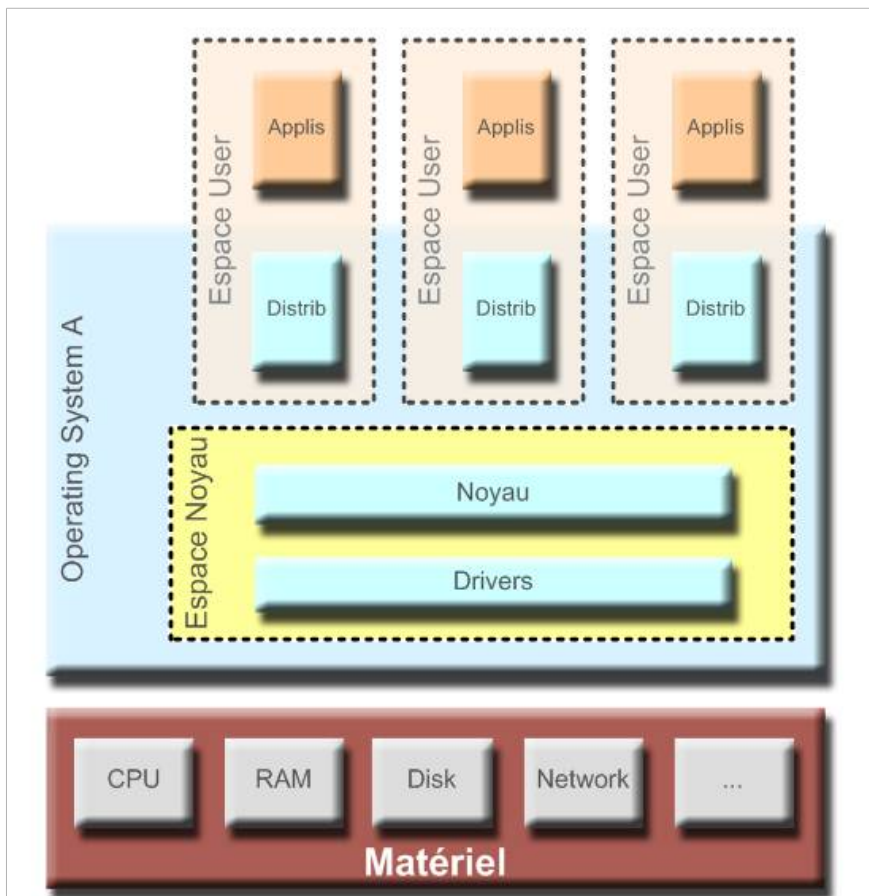 Espace User
Applis
Distrib
Espace User
Applis
Distrib
Espace User
Applis
Distrib
Operating System A
Espace Noyau
Noyau
Drivers
CPU
RAM
Disk
Network
...
Matériel